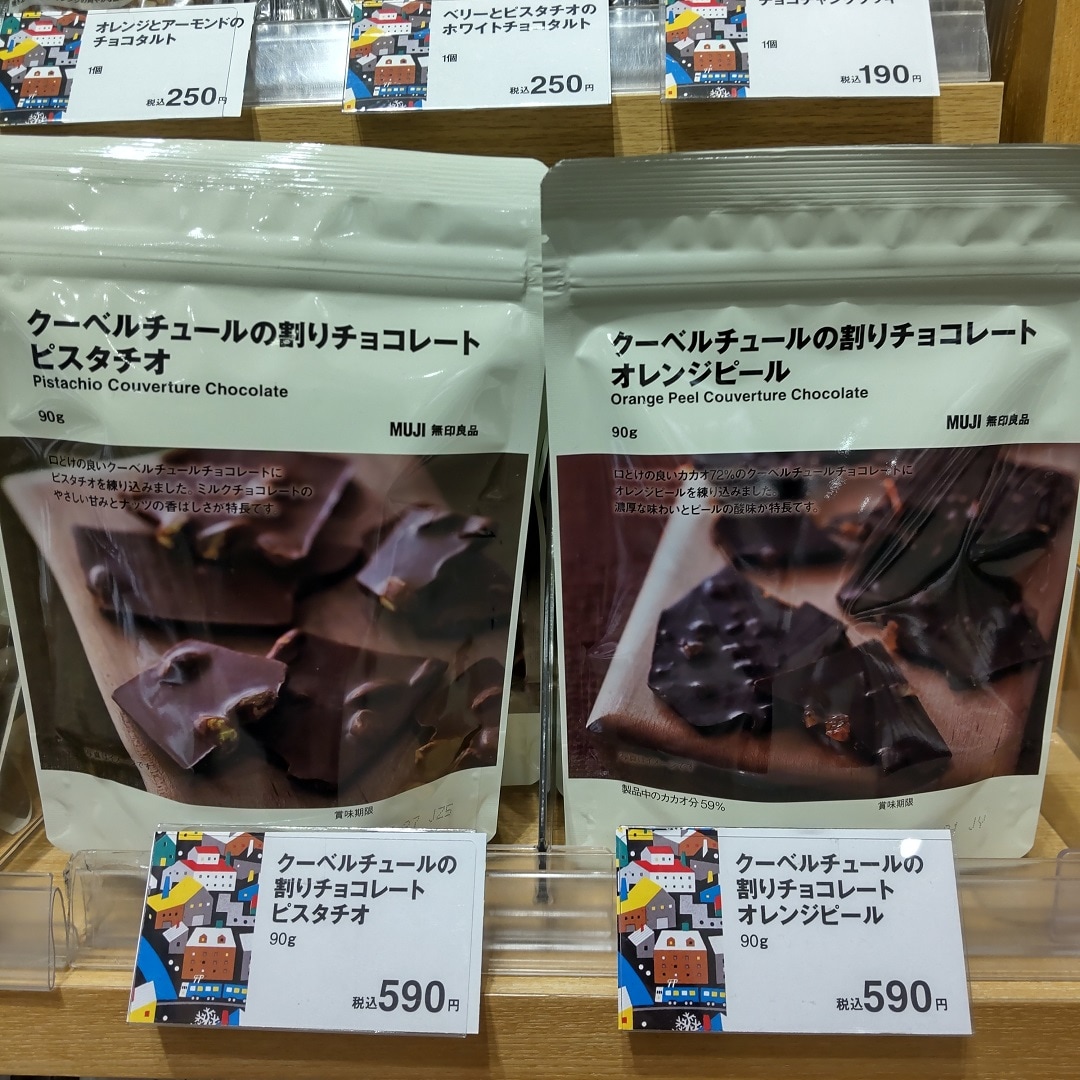 オレンジとアーモンドの
チョコタルト
1個
税込250円
ベリーとピスタチオの
ホワイトチョコタルト
1個
税込250円
1個
税込190円
クーベルチュールの割りチョコレート
ピスタチオ
Pistachio Couverture Chocolate
90g
MUJI 無印良品
口どけの良いクーベルチュールチョコレートに
ピスタチオを練り込みました。ミルクチョコレートの
やさしい甘みとナッツの香ばしさが特長です。
賞味期限
クーベルチュールの割りチョコレート
オレンジピール
Orange Peel Couverture Chocolate
90g
MUJI 無印良品
口どけの良いカカオ72%のクーベルチュールチョコレートに
オレンジピールを練り込みました。
濃厚な味わいとピールの酸味が特長です。
製品中のカカオ分59%
賞味期限
クーベルチュールの
割りチョコレート
ピスタチオ
90g
税込590円
クーベルチュールの
割りチョコレート
オレンジピール
90g
税込590円